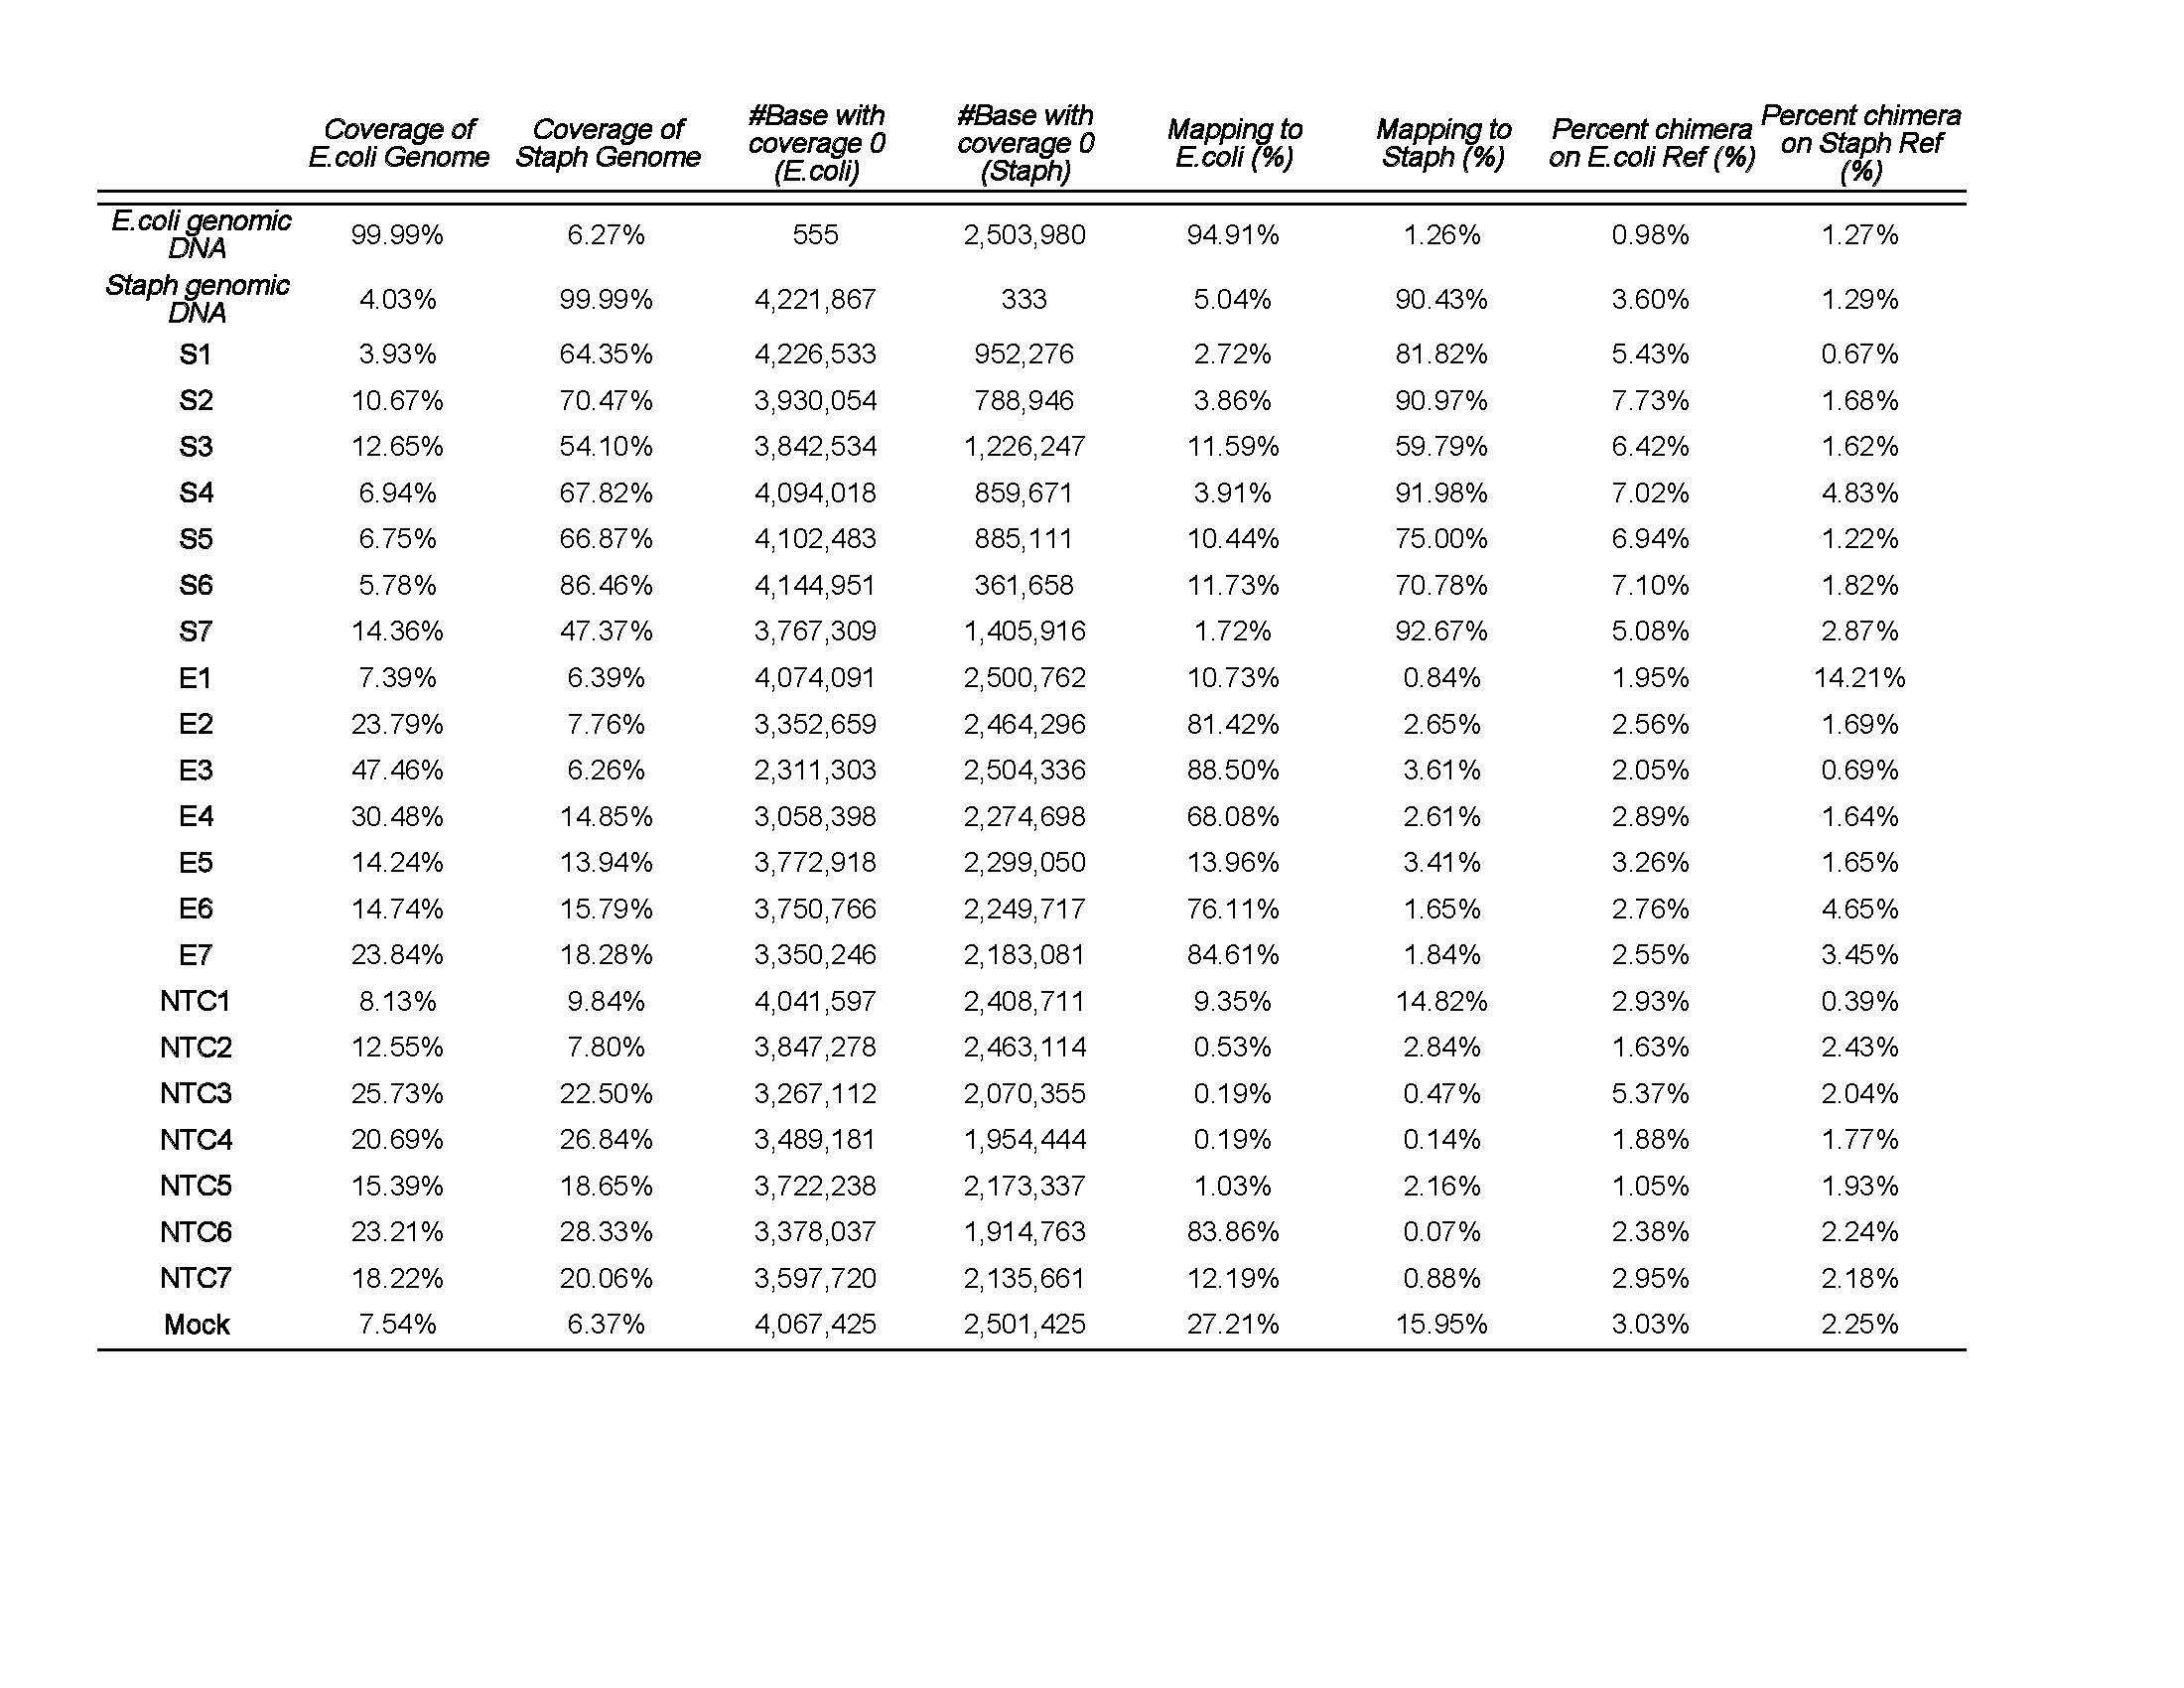 Coverage of E.coli Genome Coverage of Staph Genome #Base with coverage 0 (E.coli) #Base with coverage 0 (Staph) Mapping to E.coli (%) Mapping to Staph (%) Percent chimera on E.coli Ref (%) Percent chimera on Staph Ref (%)
E.coli genomic DNA 99.99% 6.27% 555 2,503,980 94.91% 1.26% 0.98% 1.27%
Staph genomic DNA 4.03% 99.99% 4,221,867 333 5.04% 90.43% 3.60% 1.29%
S1 3.93% 64.35% 4,226,533 952,276 2.72% 81.82% 5.43% 0.67%
S2 10.67% 70.47% 3,930,054 788,946 3.86% 90.97% 7.73% 1.68%
S3 12.65% 54.10% 3,842,534 1,226,247 11.59% 59.79% 6.42% 1.62%
S4 6.94% 67.82% 4,094,018 859,671 3.91% 91.98% 7.02% 4.83%
S5 6.75% 66.87% 4,102,483 885,111 10.44% 75.00% 6.94% 1.22%
S6 5.78% 86.46% 4,144,951 361,658 11.73% 70.78% 7.10% 1.82%
S7 14.36% 47.37% 3,767,309 1,405,916 1.72% 92.67% 5.08% 2.87%
E1 7.39% 6.39% 4,074,091 2,500,762 10.73% 0.84% 1.95% 14.21%
E2 23.79% 7.76% 3,352,659 2,464,296 81.42% 2.65% 2.56% 1.69%
E3 47.46% 6.26% 2,311,303 2,504,336 88.50% 3.61% 2.05% 0.69%
E4 30.48% 14.85% 3,058,398 2,274,698 68.08% 2.61% 2.89% 1.64%
E5 14.24% 13.94% 3,772,918 2,299,050 13.96% 3.41% 3.26% 1.65%
E6 14.74% 15.79% 3,750,766 2,249,717 76.11% 1.65% 2.76% 4.65%
E7 23.84% 18.28% 3,350,246 2,183,081 84.61% 1.84% 2.55% 3.45%
NTC1 8.13% 9.84% 4,041,597 2,408,711 9.35% 14.82% 2.93% 0.39%
NTC2 12.55% 7.80% 3,847,278 2,463,114 0.53% 2.84% 1.63% 2.43%
NTC3 25.73% 22.50% 3,267,112 2,070,355 0.19% 0.47% 5.37% 2.04%
NTC4 20.69% 26.84% 3,489,181 1,954,444 0.19% 0.14% 1.88% 1.77%
NTC5 15.39% 18.65% 3,722,238 2,173,337 1.03% 2.16% 1.05% 1.93%
NTC6 23.21% 28.33% 3,378,037 1,914,763 83.86% 0.07% 2.38% 2.24%
NTC7 18.22% 20.06% 3,597,720 2,135,661 12.19% 0.88% 2.95% 2.18%
Mock 7.54% 6.37% 4,067,425 2,501,425 27.21% 15.95% 3.03% 2.25%